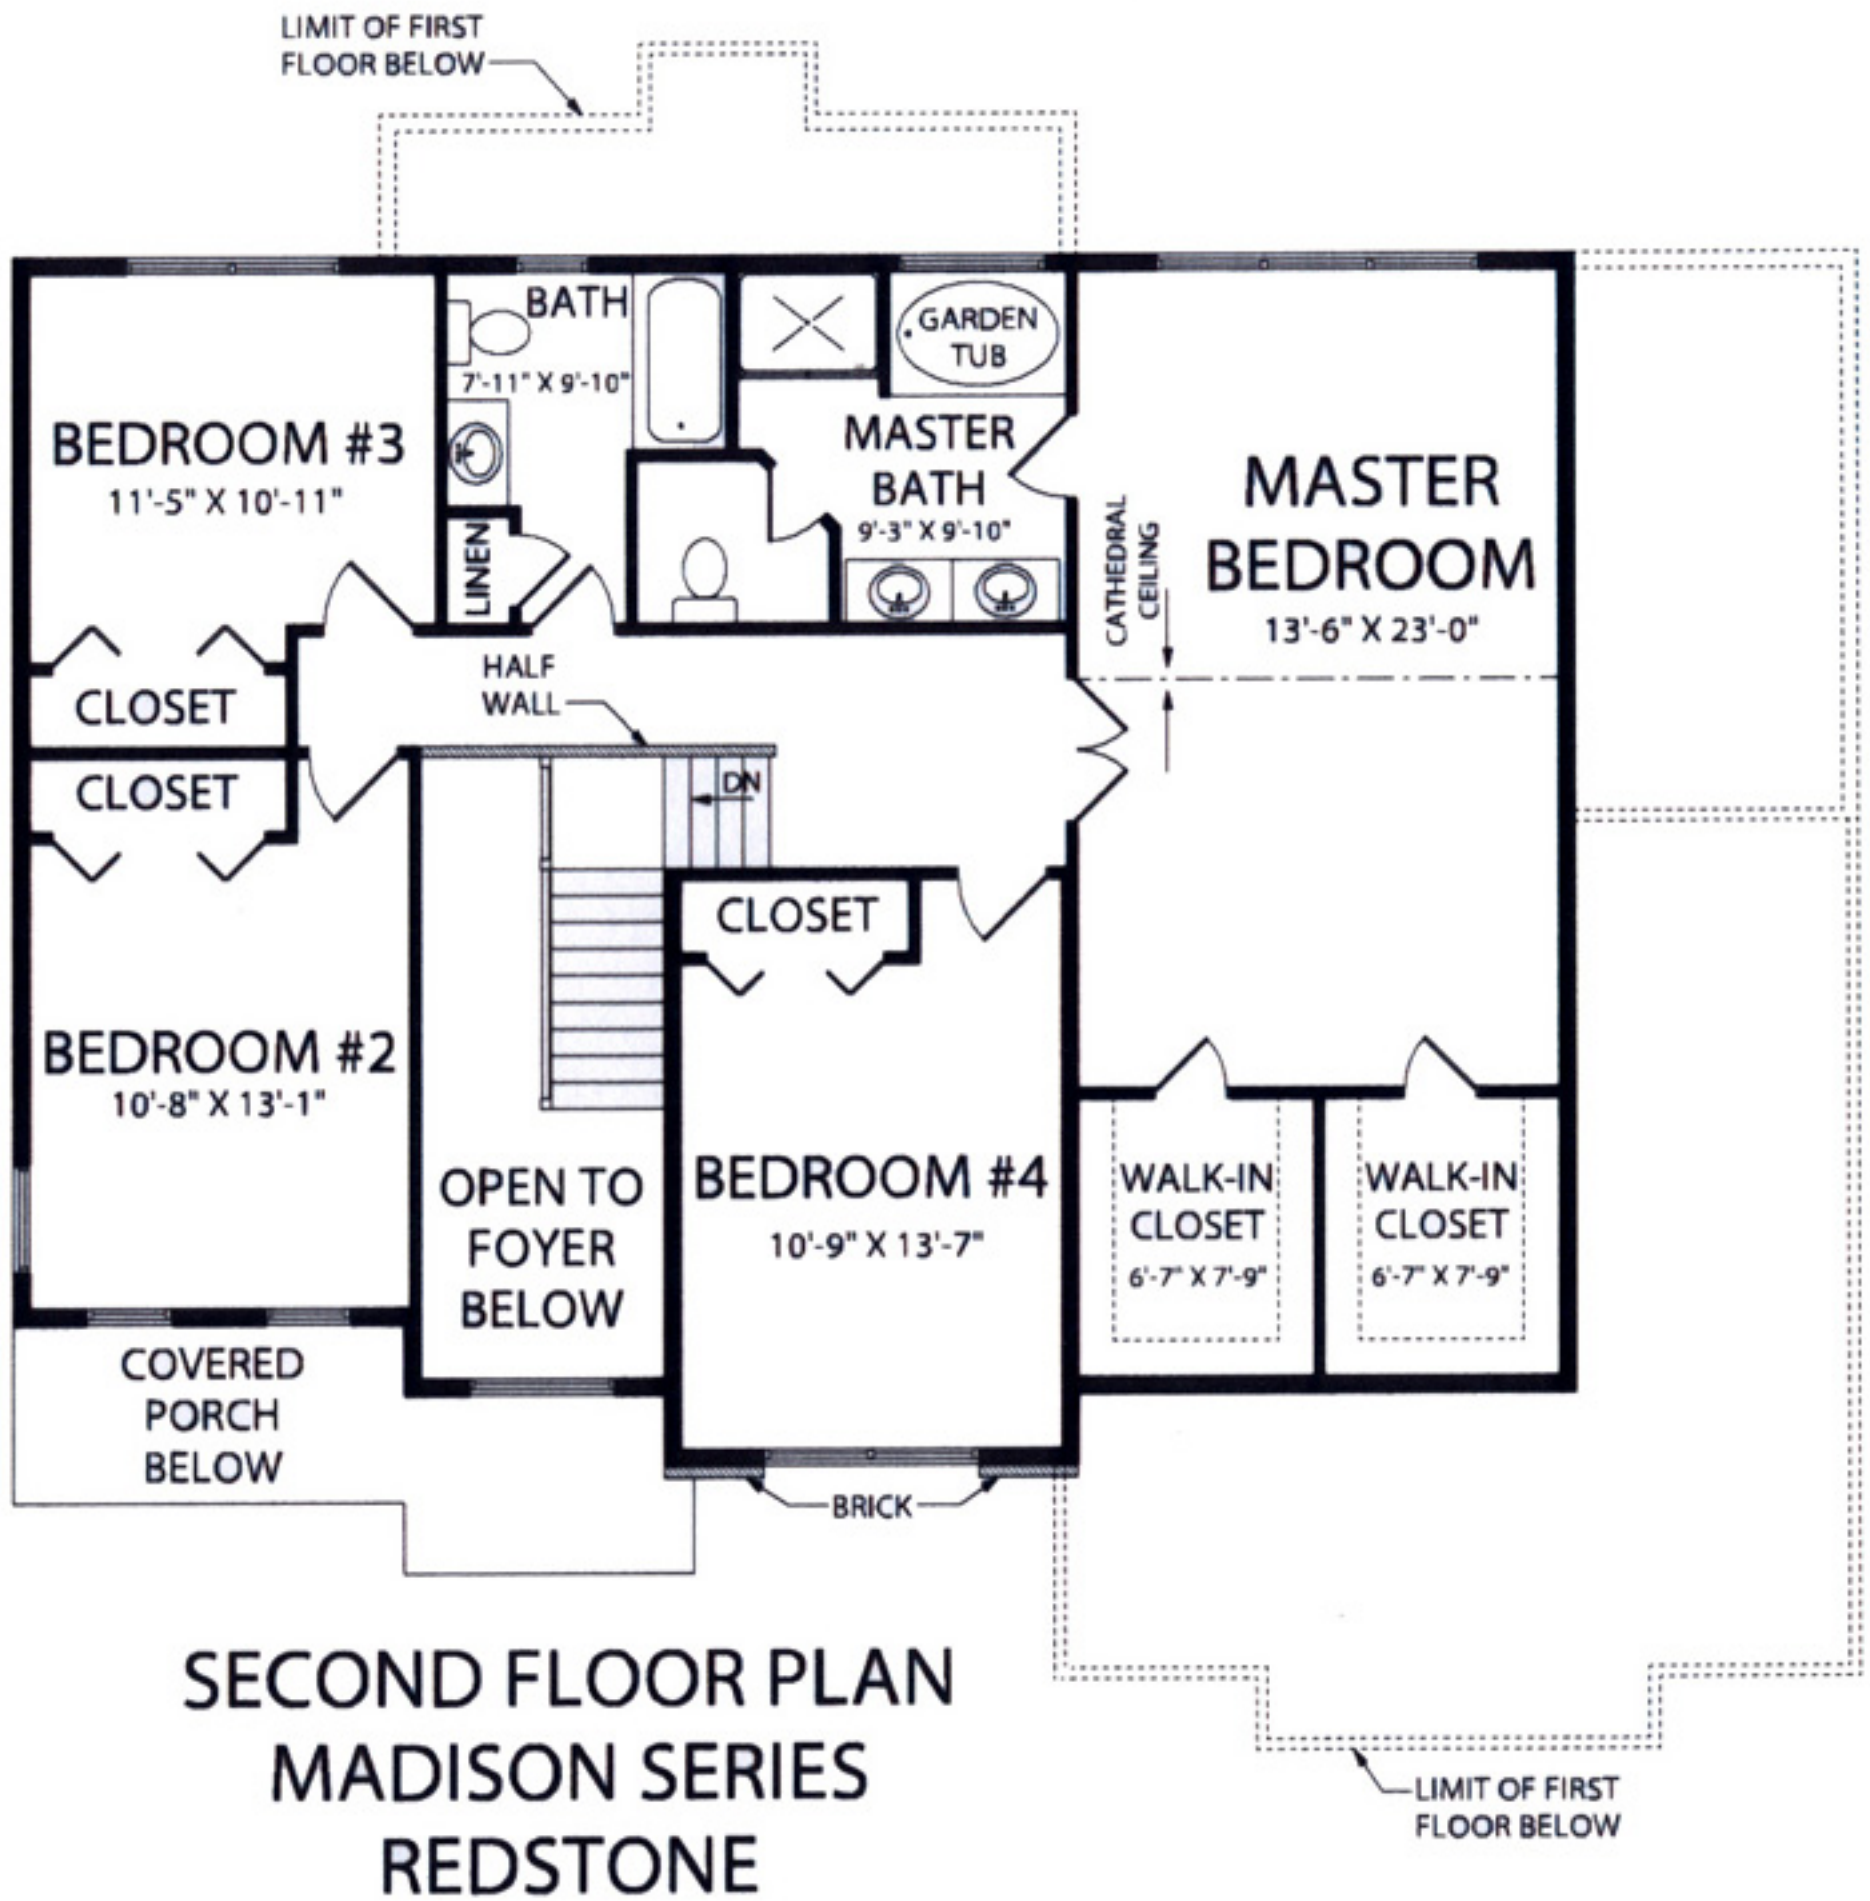 LIMIT OF FIRST
FLOOR BELOW
BATH
7'-11" X 9'-10"
GARDEN
TUB
BEDROOM #3
11'-5" X 10'-11"
MASTER
BATH
9'-3" X 9'-10"
LINEN
CATHEDRAL
CEILING
MASTER
BEDROOM
13'-6" X 23'-0"
CLOSET
HALF
WALL
CLOSET
DN
CLOSET
BEDROOM #2
10'-8" X 13'-1"
OPEN TO
FOYER
BELOW
BEDROOM #4
10'-9" X 13'-7"
WALK-IN
CLOSET
6'-7" X 7'-9"
WALK-IN
CLOSET
6'-7" X 7'-9"
COVERED
PORCH
BELOW
BRICK
SECOND FLOOR PLAN
MADISON SERIES
REDSTONE
LIMIT OF FIRST
FLOOR BELOW